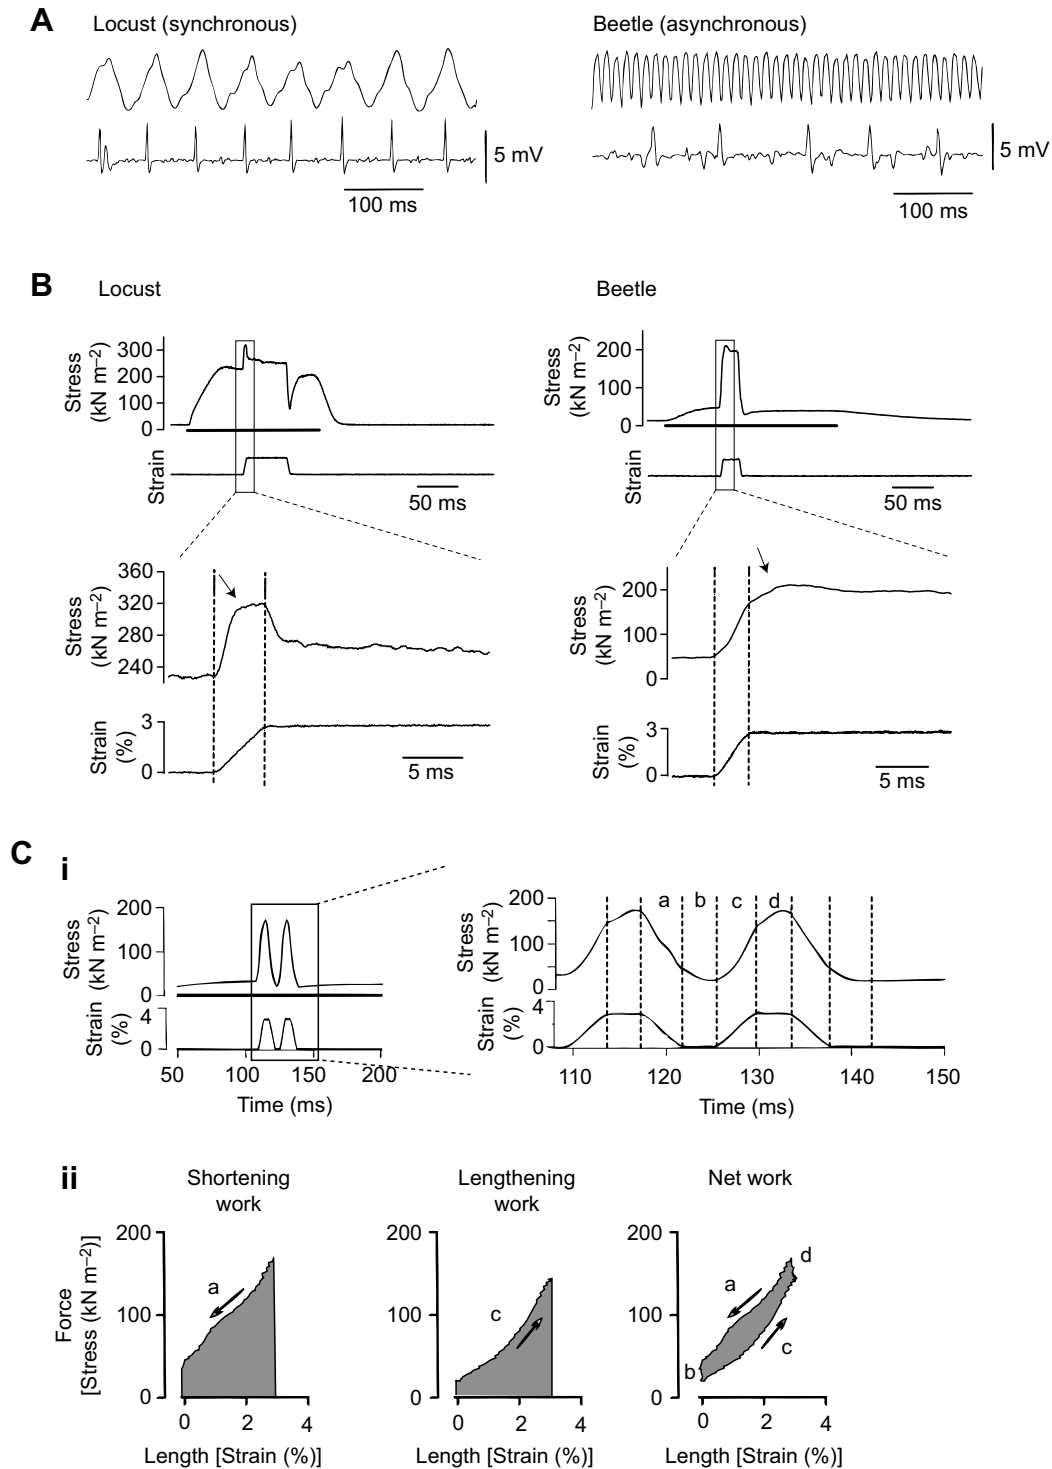 A
Locust (synchronous)
Beetle (asynchronous)
5 mV
5 mV
100 ms
100 ms
B
Locust
Beetle
Stress
(kN m–2)
300
200
100
0
Strain
50 ms
Stress
(kN m–2)
200
100
0
Strain
50 ms
Stress
(kN m–2)
360
320
280
240
Strain
(%)
3
0
5 ms
Stress
(kN m–2)
200
100
0
Strain
(%)
3
0
5 ms
C
i
Stress
(kN m–2)
200
100
0
Strain
(%)
4
0
50 100 150 200
Time (ms)
Stress
(kN m–2)
200
100
0
a b c d
Strain
(%)
4
0
110 120 130 140 150
Time (ms)
ii
Shortening
work
Lengthening
work
Net work
Force
[Stress (kN m–2)]
200
100
0
a
0 2 4
Length [Strain (%)]
200
100
0
c
0 2 4
Length [Strain (%)]
200
100
0
a
b
c
d
0 2 4
Length [Strain (%)]